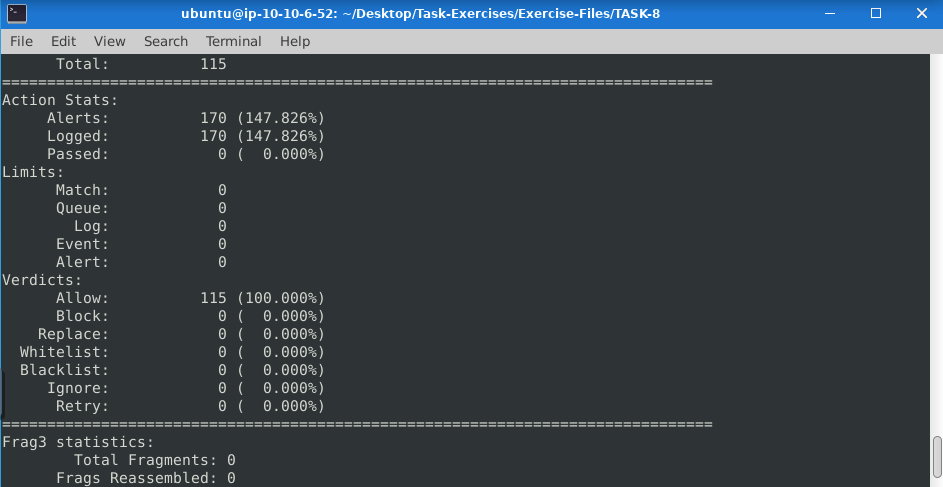 ubuntu@ip-10-10-6-52: ~/Desktop/Task-Exercises/Exercise-Files/TASK-8
File Edit View Search Terminal Help
      Total:          115
===============================================================================
Action Stats:
     Alerts:          170 (147.826%)
     Logged:          170 (147.826%)
     Passed:            0 (  0.000%)
Limits:
      Match:            0
      Queue:            0
        Log:            0
      Event:            0
      Alert:            0
Verdicts:
      Allow:          115 (100.000%)
      Block:            0 (  0.000%)
    Replace:            0 (  0.000%)
  Whitelist:            0 (  0.000%)
  Blacklist:            0 (  0.000%)
     Ignore:            0 (  0.000%)
      Retry:            0 (  0.000%)
===============================================================================
Frag3 statistics:
        Total Fragments: 0
      Frags Reassembled: 0